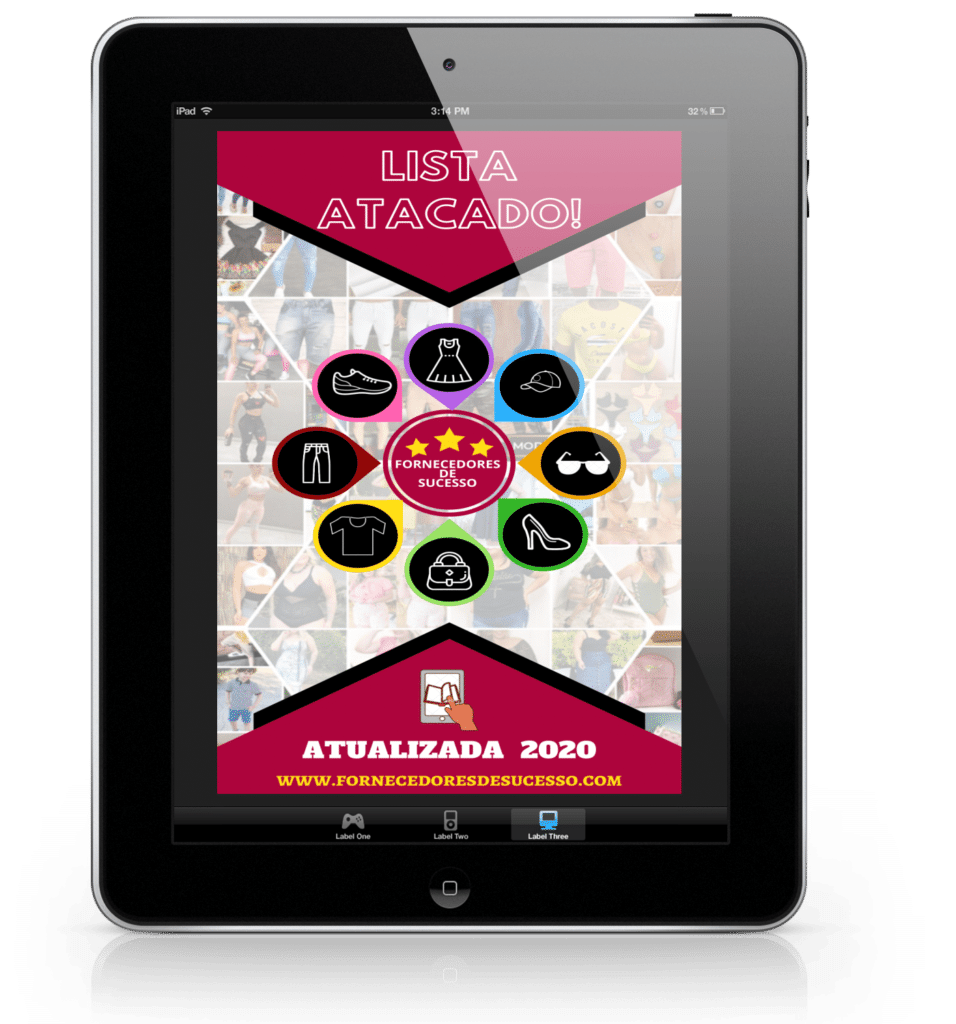 iPad
3:14 PM
32%
LISTA
ATACADO!
FORNECEDORES
DE
SUCESSO
ATUALIZADA 2020
WWW.FORNECEDORESDESUCESSO.COM
Label One
Label Two
Label Three